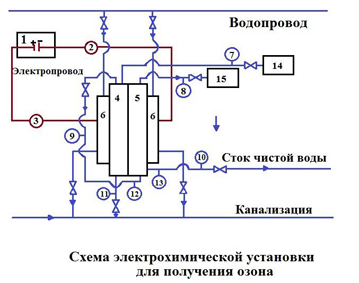 Водопровод
1 + -
2
7
Электропровод
14
8
15
4
5
3
6
6
9
10
Сток чистой воды
13
11
12
Канализация
Схема электрохимической установки
для получения озона